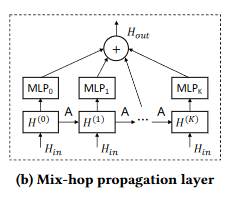 H_out
+
MLP_0 MLP_1 MLP_K
A A A
H^(0) H^(1) ... H^(K)
H_in H_in H_in
(b) Mix-hop propagation layer